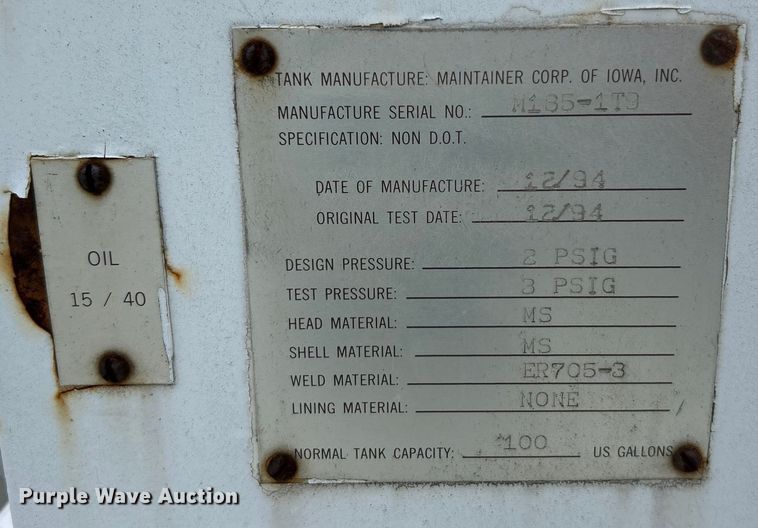 TANK MANUFACTURE: MAINTAINER CORP. OF IOWA, INC.
MANUFACTURE SERIAL NO.: M185-1T9
SPECIFICATION: NON D.O.T.
DATE OF MANUFACTURE: 12/94
ORIGINAL TEST DATE: 12/94
DESIGN PRESSURE: 2 PSIG
TEST PRESSURE: 3 PSIG
HEAD MATERIAL: MS
SHELL MATERIAL: MS
WELD MATERIAL: ER70S-3
LINING MATERIAL: NONE
NORMAL TANK CAPACITY: 100 US GALLONS
OIL
15 / 40
Purple Wave Auction